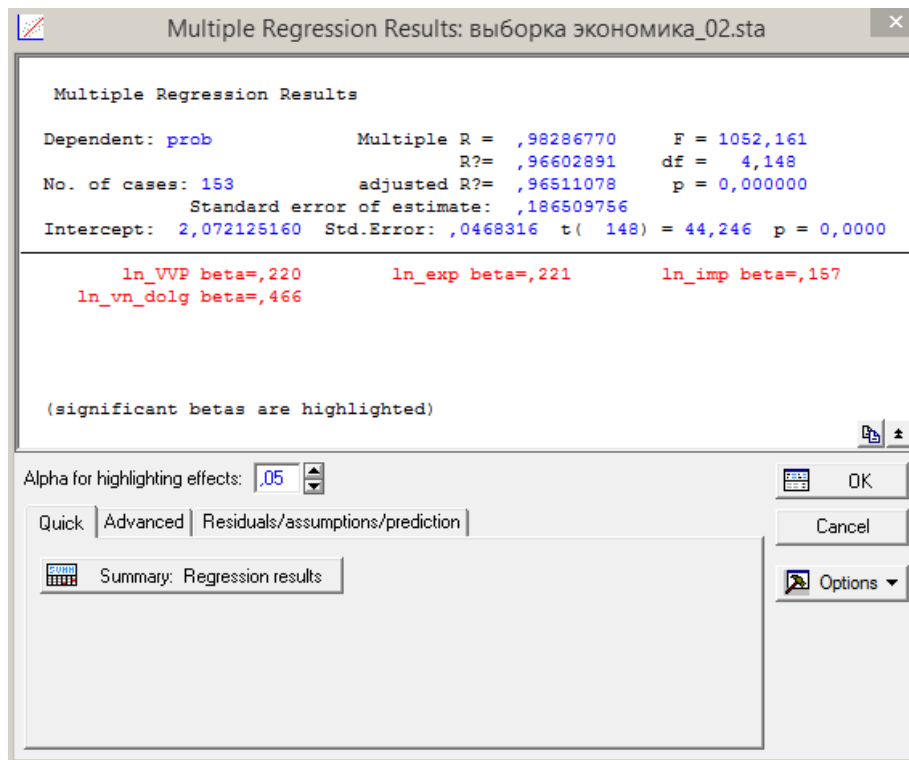 Multiple Regression Results: выборка экономика_02.sta
Multiple Regression Results
Dependent: prob Multiple R = ,98286770 F = 1052,161
R?= ,96602891 df = 4,148
No. of cases: 153 adjusted R?= ,96511078 p = 0,000000
Standard error of estimate: ,186509756
Intercept: 2,072125160 Std.Error: ,0468316 t( 148) = 44,246 p = 0,0000
ln_VVP beta=,220 ln_exp beta=,221 ln_imp beta=,157
ln_vn_dolg beta=,466
(significant betas are highlighted)
Alpha for highlighting effects: ,05
OK
Quick Advanced Residuals/assumptions/prediction
Cancel
Summary: Regression results
Options